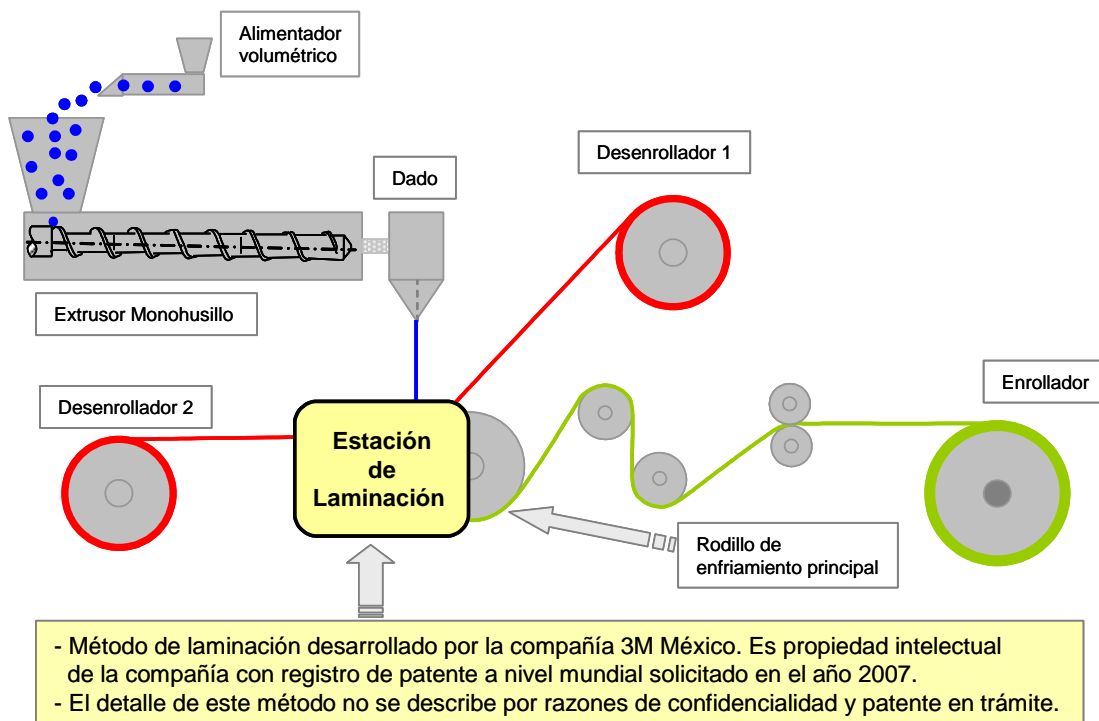 Alimentador
volumétrico
Desenrollador 1
Dado
Extrusor Monohusillo
Enrollador
Desenrollador 2
Estación
de
Laminación
Rodillo de
enfriamiento principal
- Método de laminación desarrollado por la compañía 3M México. Es propiedad intelectual
de la compañía con registro de patente a nivel mundial solicitado en el año 2007.
- El detalle de este método no se describe por razones de confidencialidad y patente en trámite.